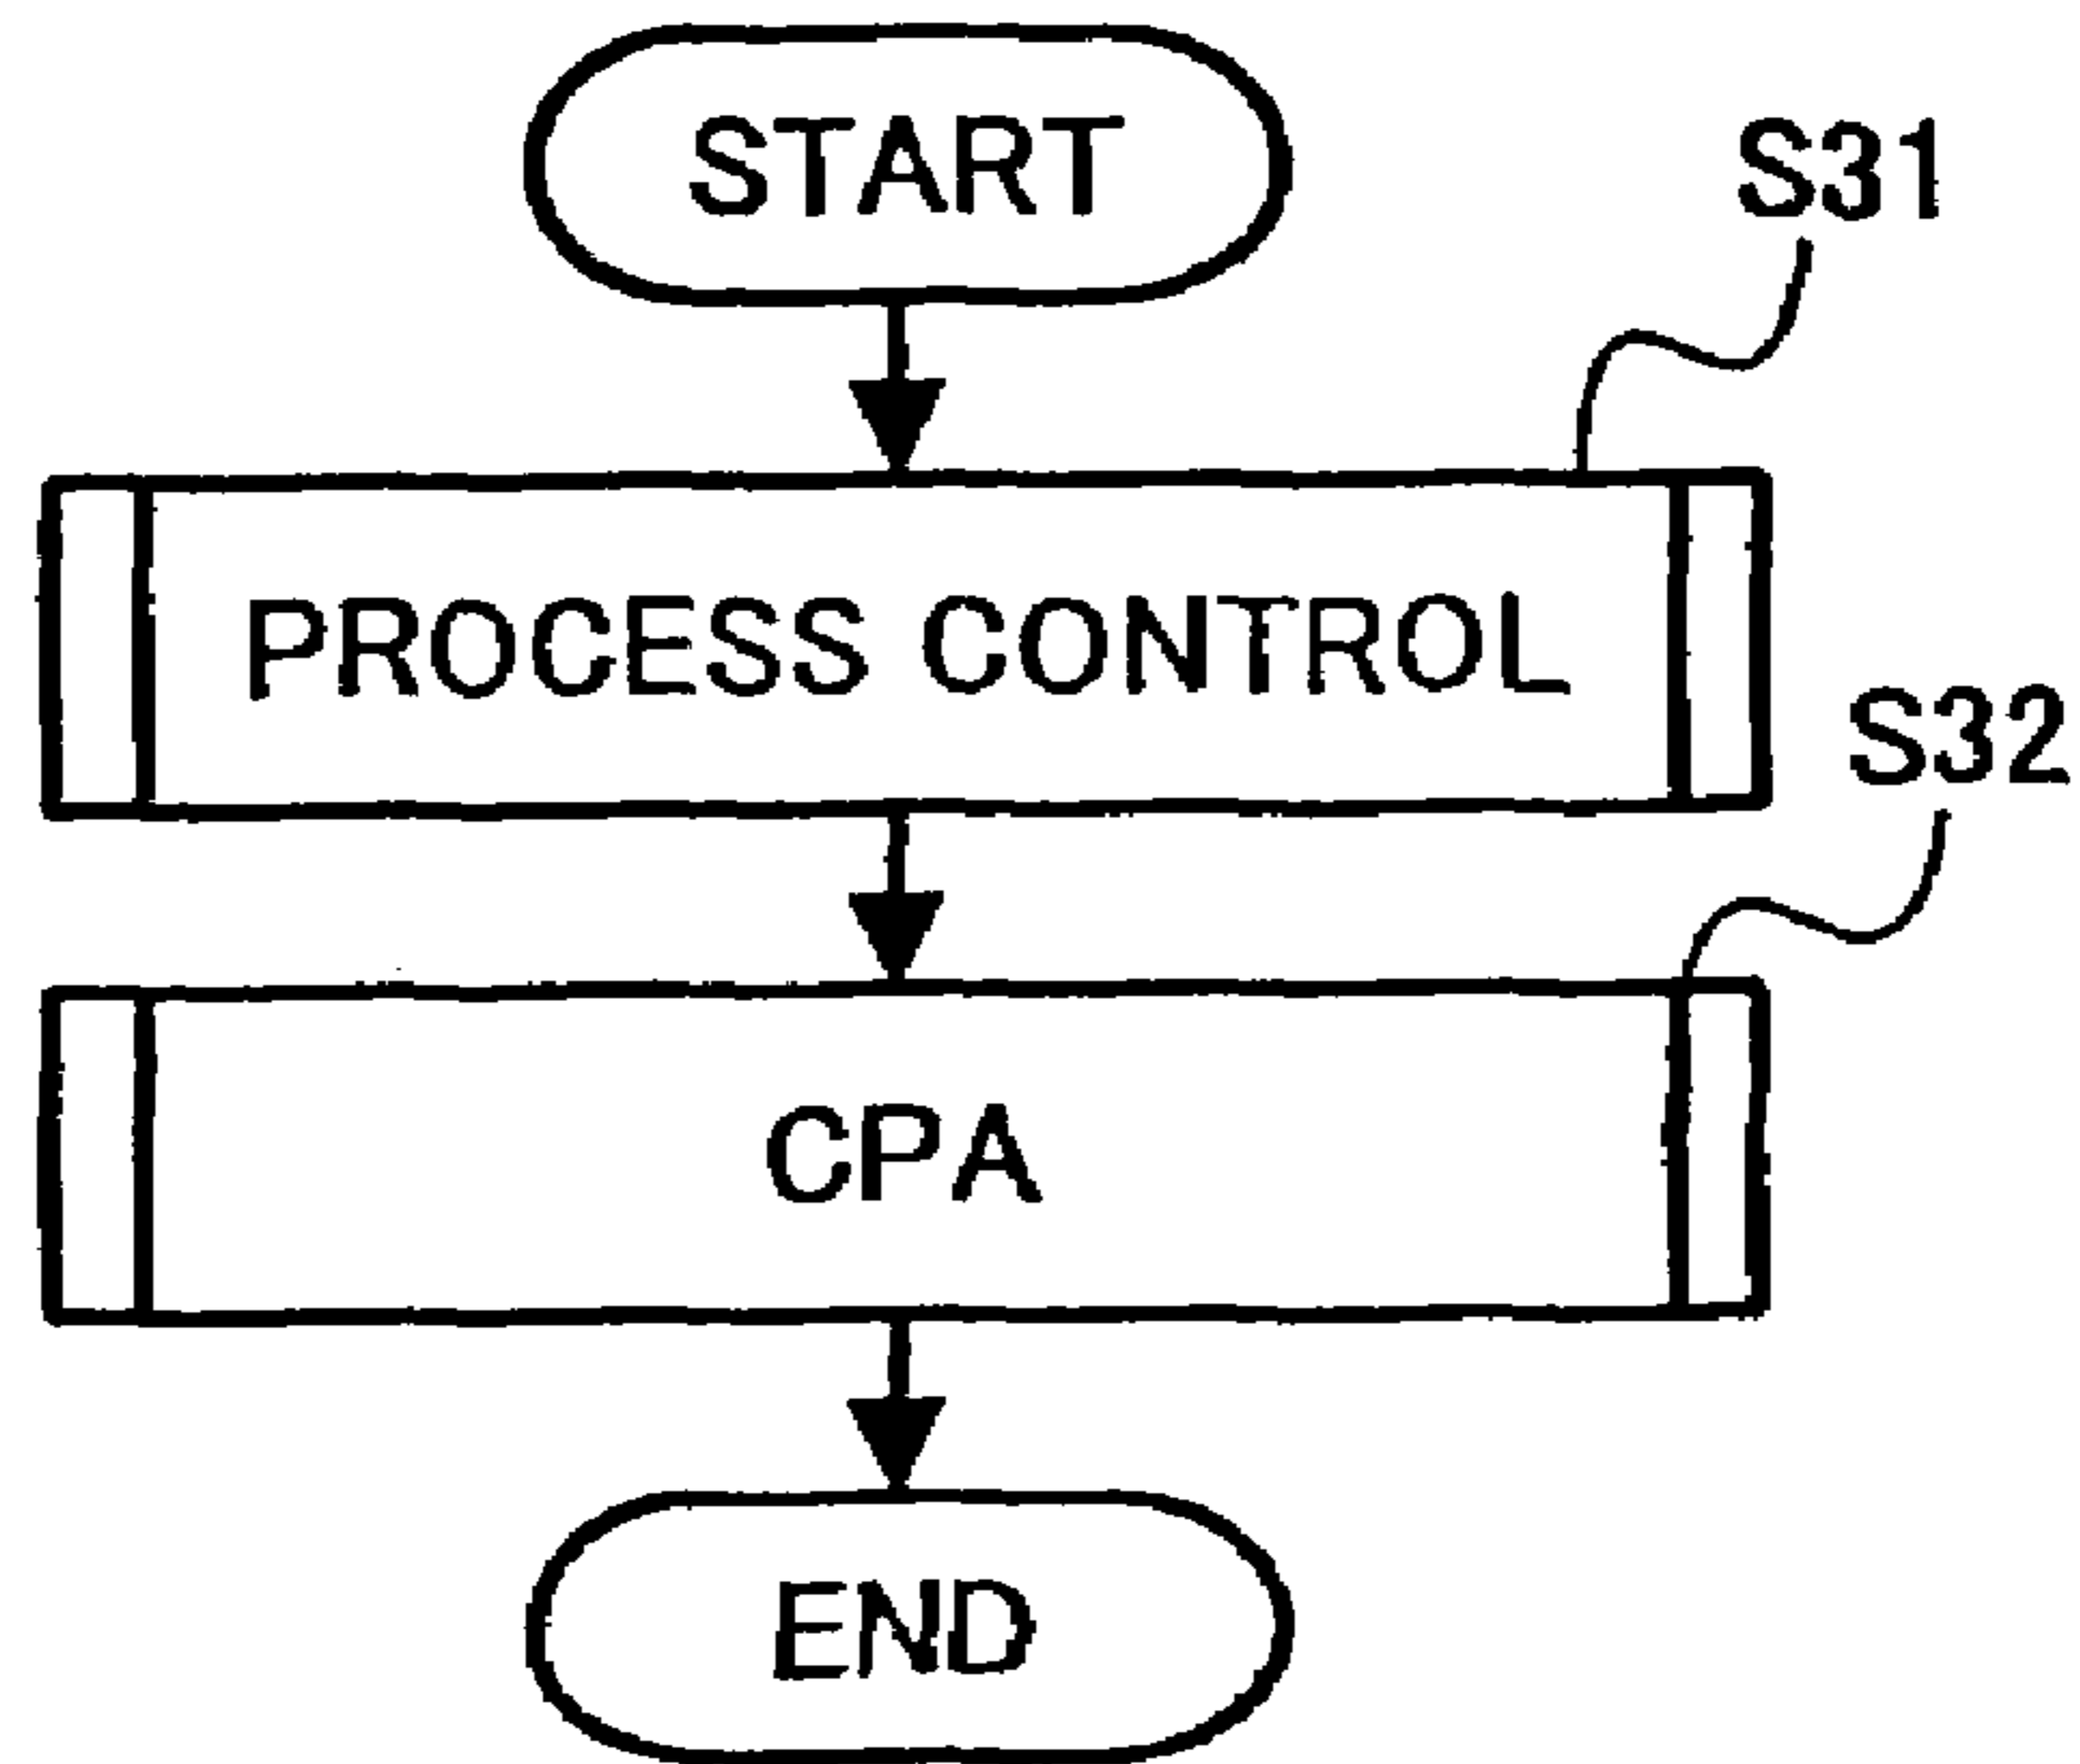 START
S31
PROCESS CONTROL
S32
CPA
END